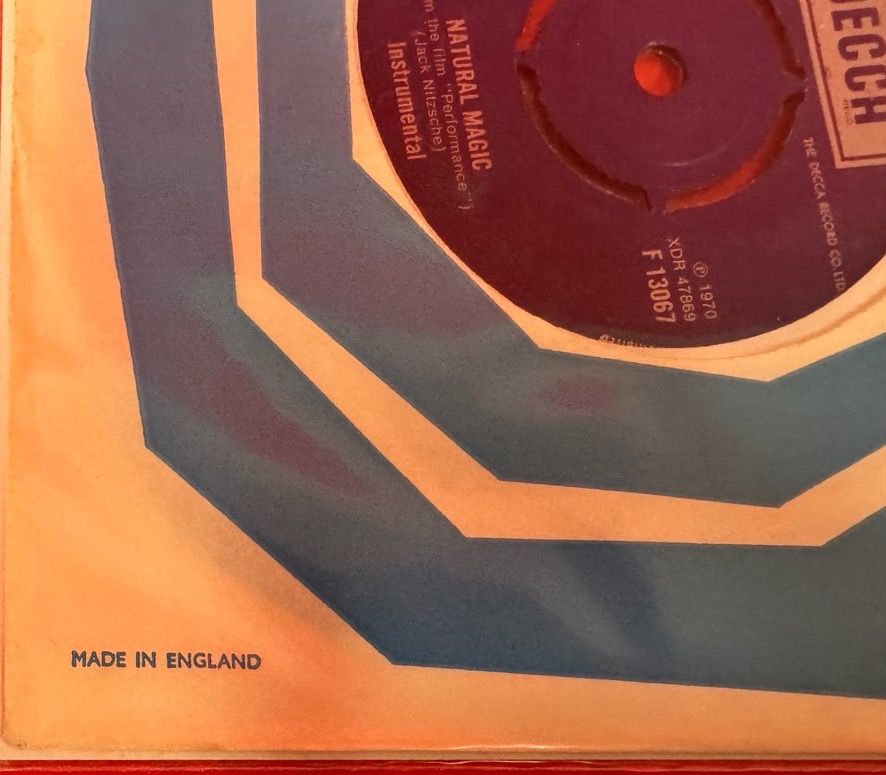 DECCA
THE DECCA RECORD CO. LTD
NATURAL MAGIC
m the film "Performance")
(Jack Nitzsche)
Instrumental
Ⓟ 1970
XDR 47869
F 13067
MADE IN ENGLAND